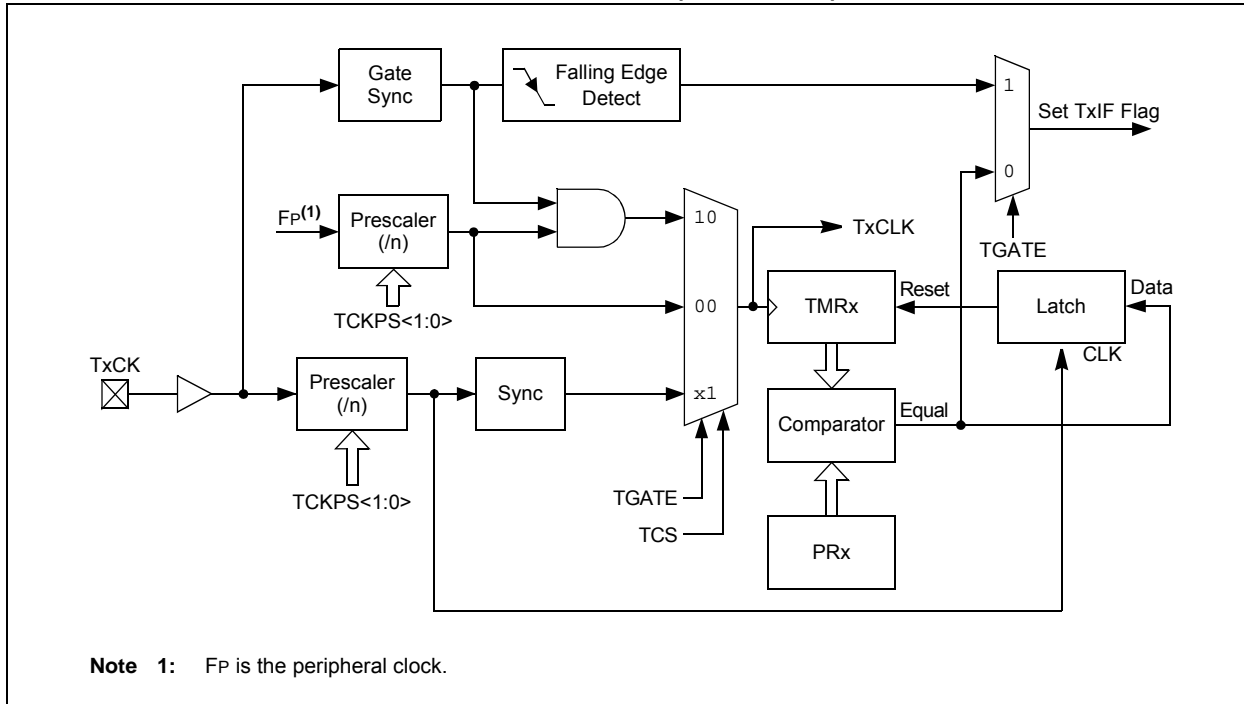 Gate
Sync
Falling Edge
Detect
1
Set TxIF Flag
0
TGATE
FP(1)
Prescaler
(/n)
TCKPS<1:0>
10
00
x1
TxCLK
TMRx
Reset
Latch
Data
CLK
TxCK
Prescaler
(/n)
TCKPS<1:0>
Sync
TGATE
TCS
Comparator
Equal
PRx
Note 1: FP is the peripheral clock.